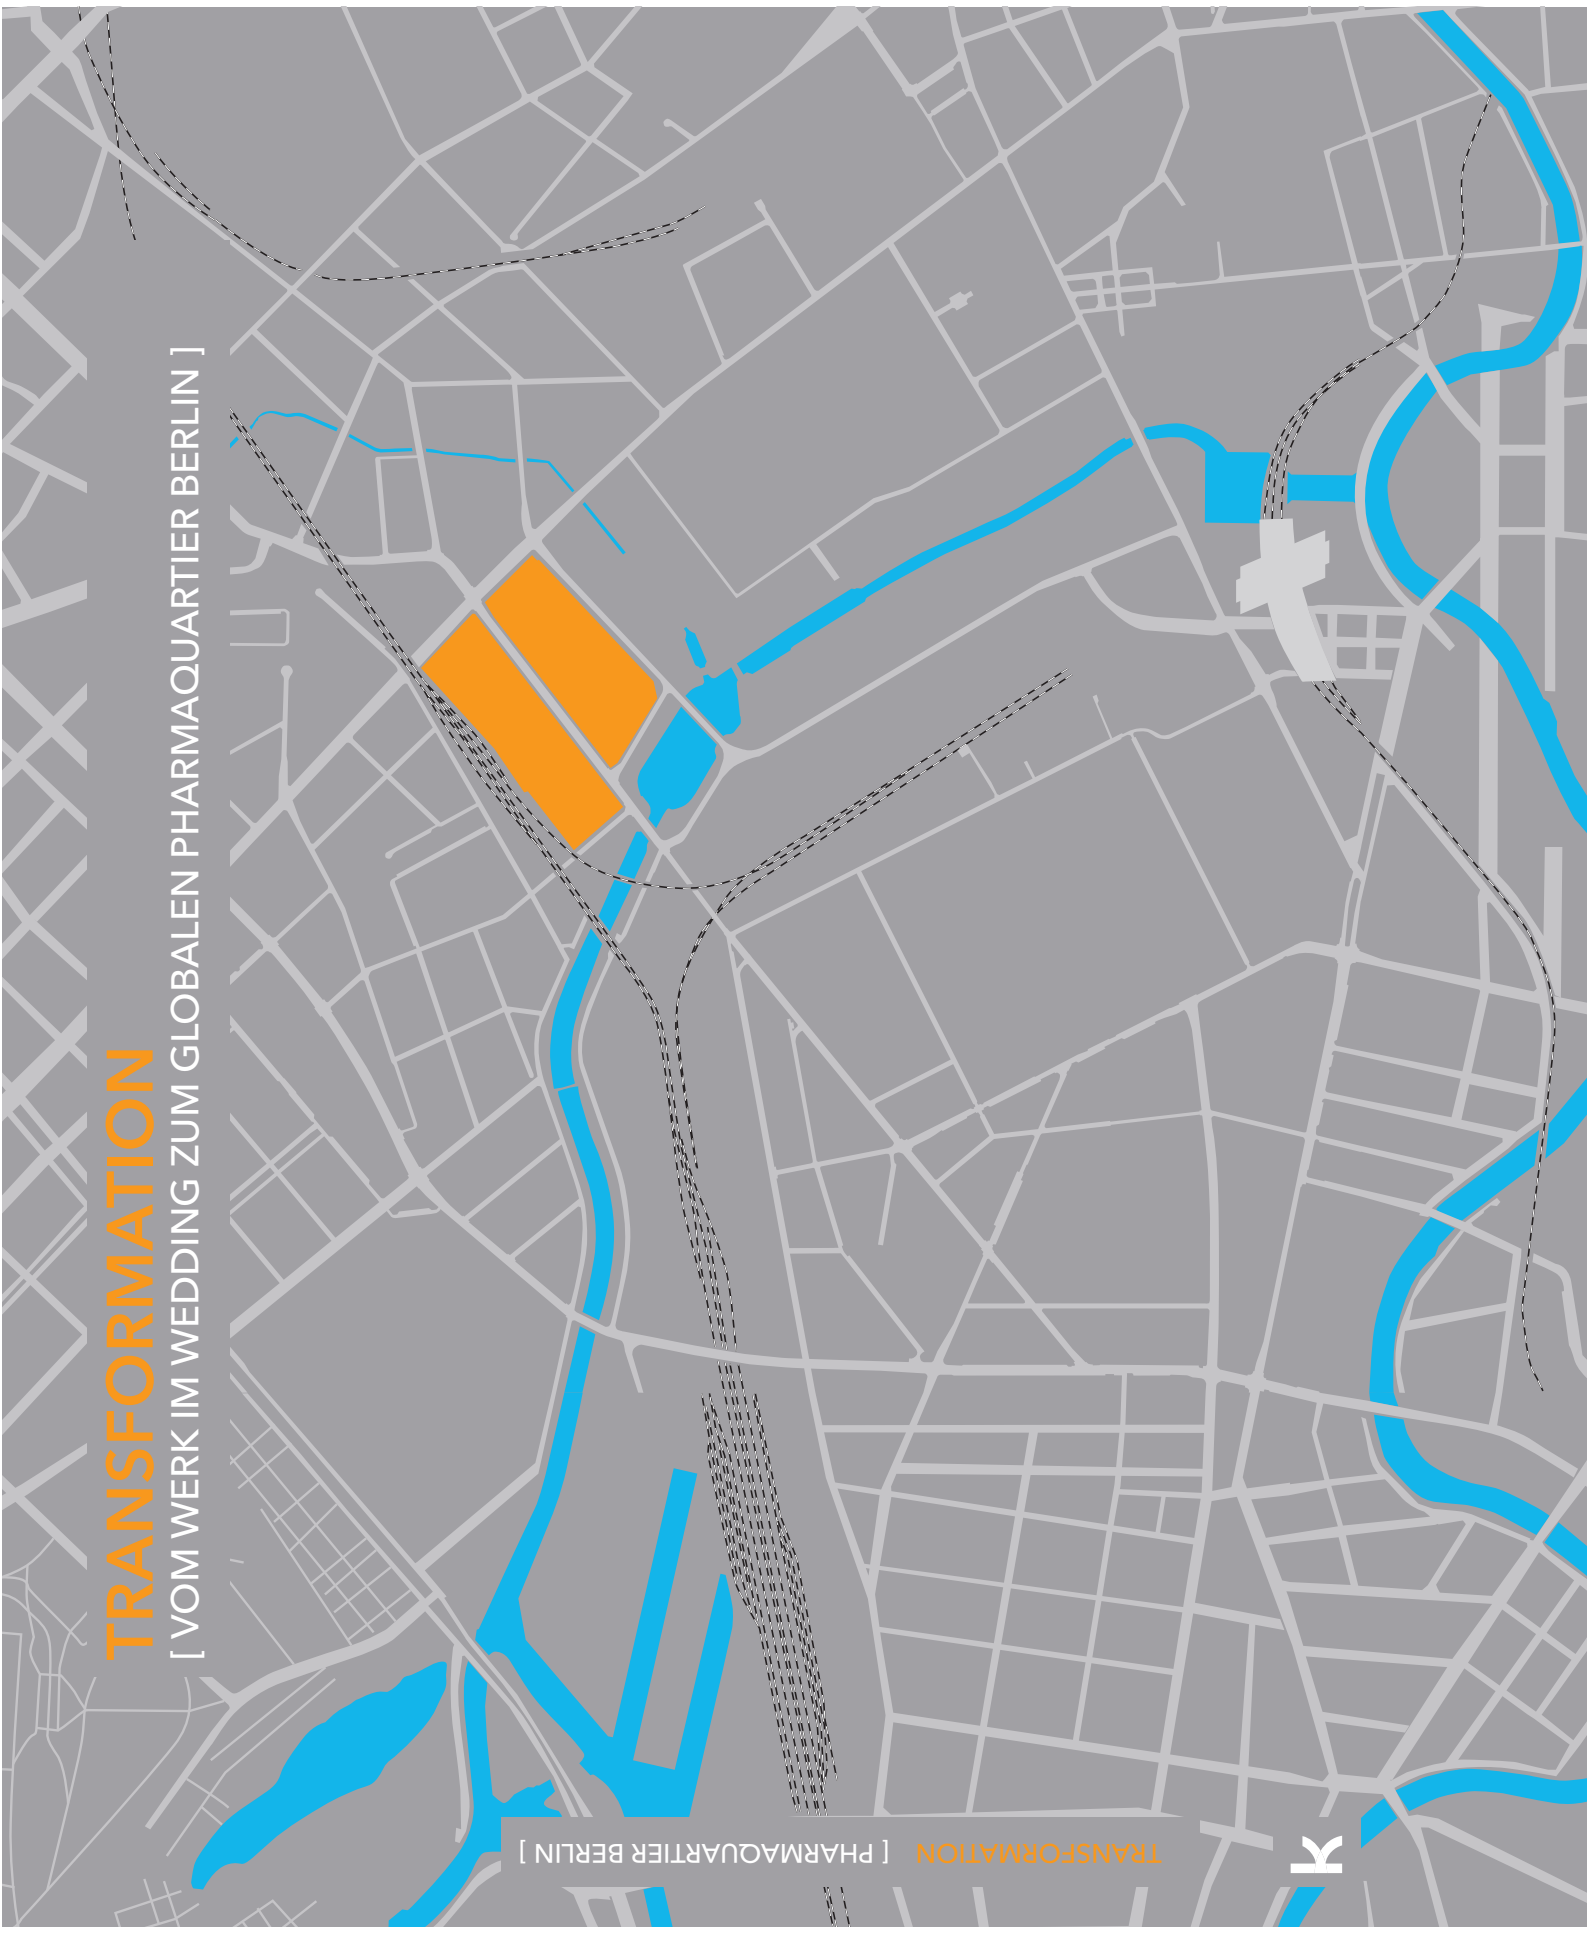 TRANSFORMATION
[ VOM WERK IM WEDDING ZUM GLOBALEN PHARMAQUARTIER BERLIN ]
TRANSFORMATION [ PHARMAQUARTIER BERLIN ]
K